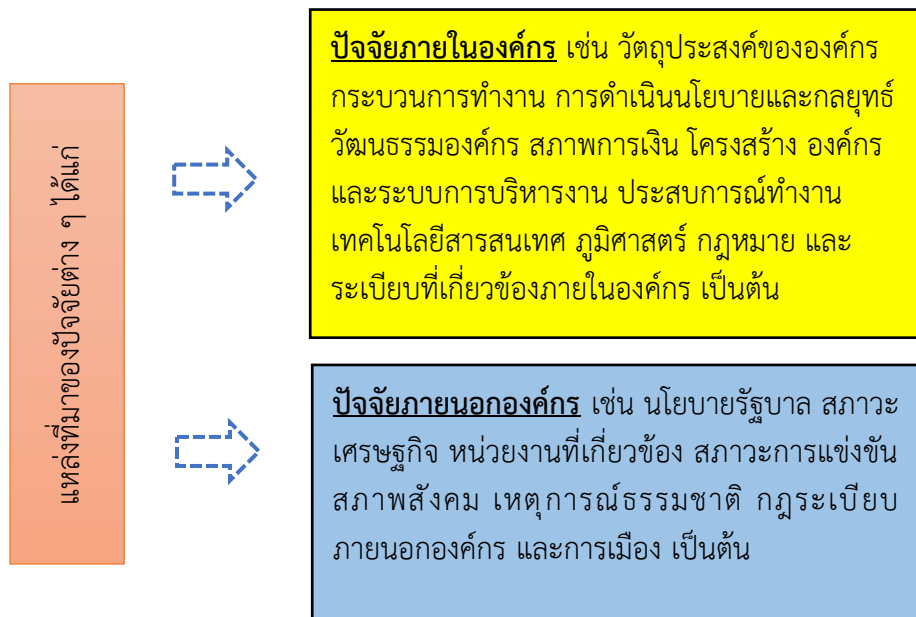 แหล่งที่มาของปัจจัยต่าง ๆ ได้แก่
ปัจจัยภายในองค์กร เช่น วัตถุประสงค์ขององค์กร
กระบวนการทำงาน การดำเนินนโยบายและกลยุทธ์
วัฒนธรรมองค์กร สภาพการเงิน โครงสร้าง องค์กร
และระบบการบริหารงาน ประสบการณ์ทำงาน
เทคโนโลยีสารสนเทศ ภูมิศาสตร์ กฎหมาย และ
ระเบียบที่เกี่ยวข้องภายในองค์กร เป็นต้น
ปัจจัยภายนอกองค์กร เช่น นโยบายรัฐบาล สภาวะ
เศรษฐกิจ หน่วยงานที่เกี่ยวข้อง สภาวะการแข่งขัน
สภาพสังคม เหตุการณ์ธรรมชาติ กฎระเบียบ
ภายนอกองค์กร และการเมือง เป็นต้น